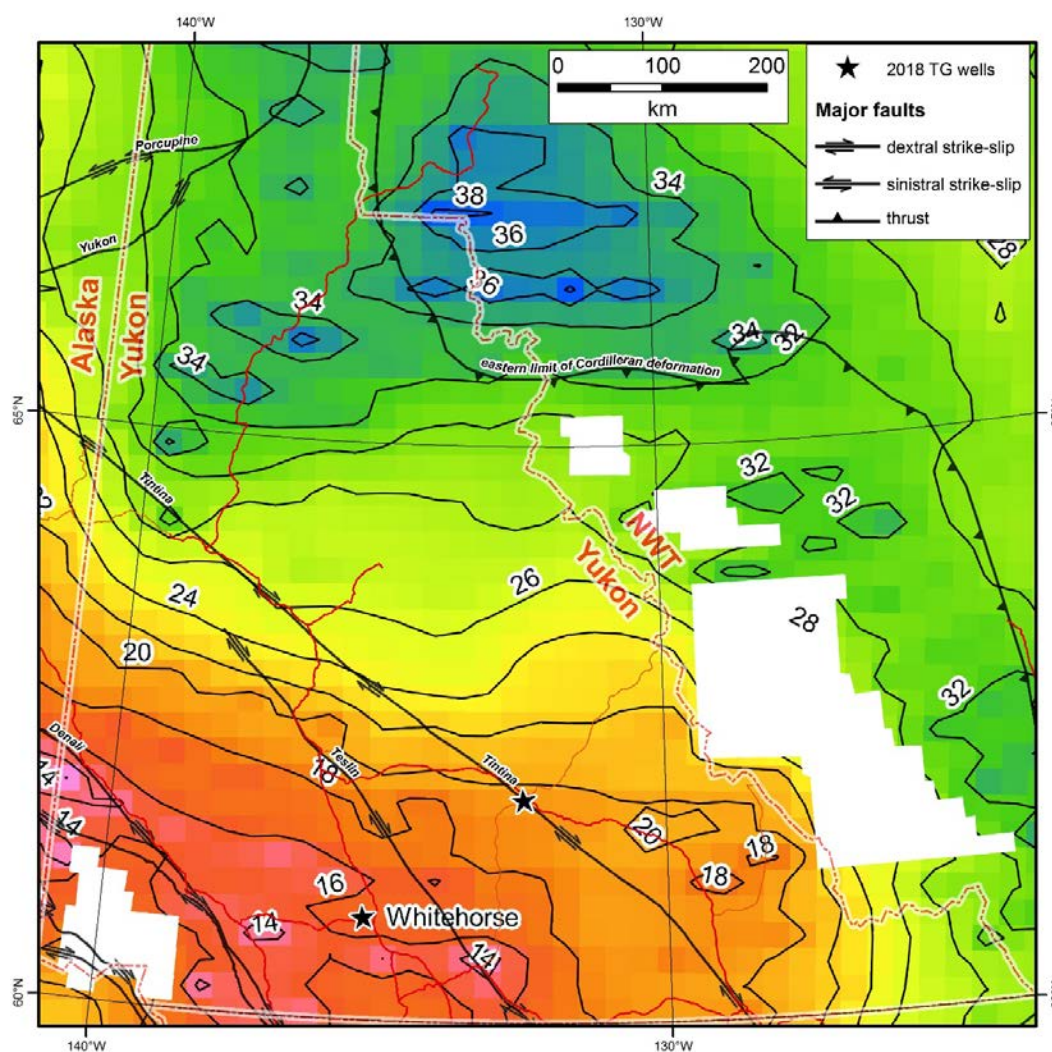 140°W
130°W
0 100 200
km
2018 TG wells
Major faults
dextral strike-slip
sinistral strike-slip
thrust
Porcupine
34
38
36
28
Yukon
36
34
Alaska
Yukon
34
34
32
eastern limit of Cordilleran deformation
65°N
32
Tintina
32
NWT
Yukon
26
24
28
20
32
Denali
Teslin
18
Tintina
14
14
20
18
18
16
Whitehorse
14
14
60°N
140°W
130°W